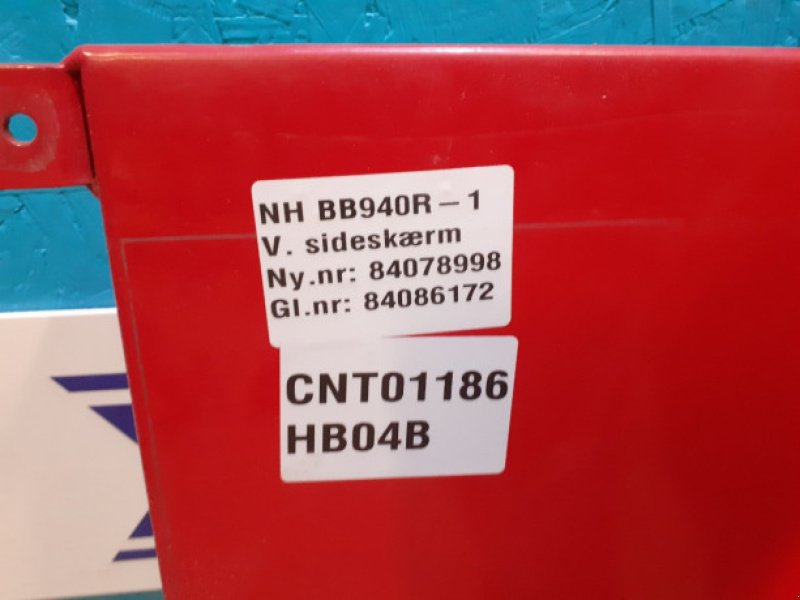 NH BB940R-1
V. sideskærm
Ny.nr: 84078998
Gl.nr: 84086172
CNT01186
HB04B